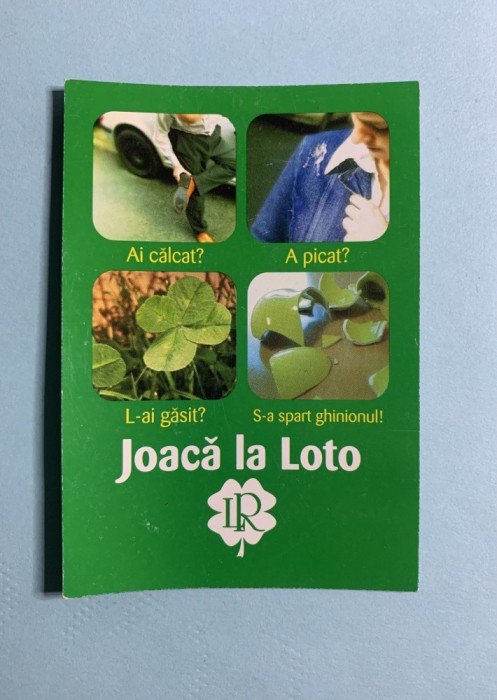 Ai călcat?
A picat?
L-ai găsit?
S-a spart ghinionul!
Joacă la Loto
LR